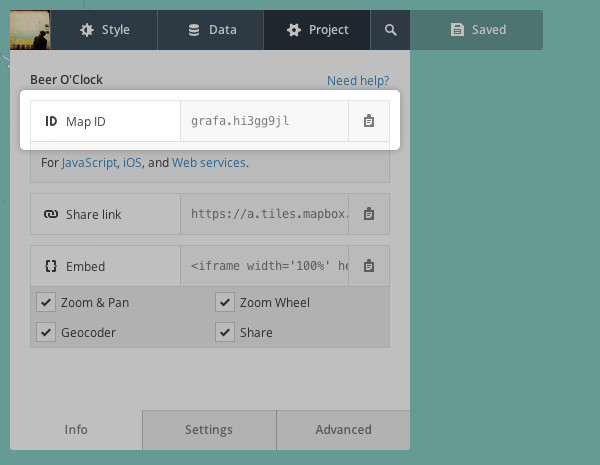 Style Data Project Saved
Beer O'Clock Need help?
ID Map ID grafa.hi3gg9jl
For JavaScript, iOS, and Web services.
Share link https://a.tiles.mapbox.
Embed <iframe width='100%' he
Zoom & Pan Zoom Wheel
Geocoder Share
Info Settings Advanced